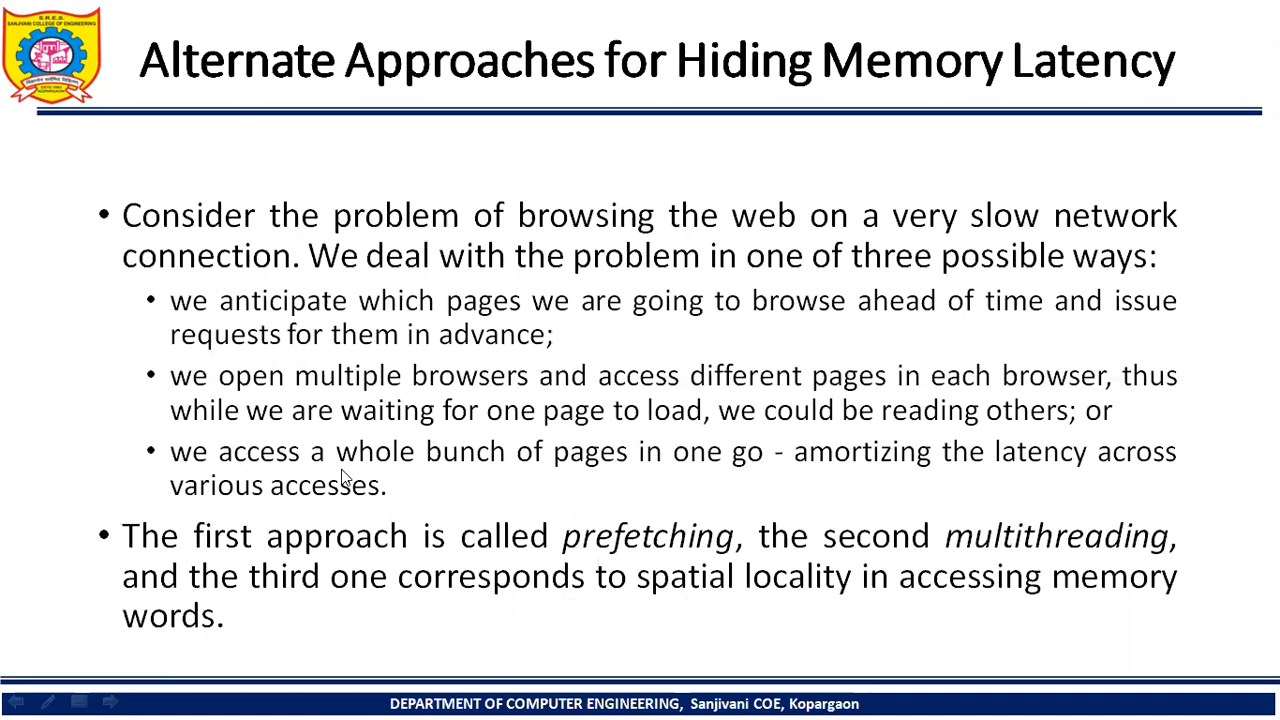 S.R.E.S.
SANJIVANI COLLEGE OF ENGINEERING
Alternate Approaches for Hiding Memory Latency
• Consider the problem of browsing the web on a very slow network
connection. We deal with the problem in one of three possible ways:
• we anticipate which pages we are going to browse ahead of time and issue
requests for them in advance;
• we open multiple browsers and access different pages in each browser, thus
while we are waiting for one page to load, we could be reading others; or
• we access a whole bunch of pages in one go - amortizing the latency across
various accesses.
• The first approach is called prefetching, the second multithreading,
and the third one corresponds to spatial locality in accessing memory
words.
DEPARTMENT OF COMPUTER ENGINEERING, Sanjivani COE, Kopargaon